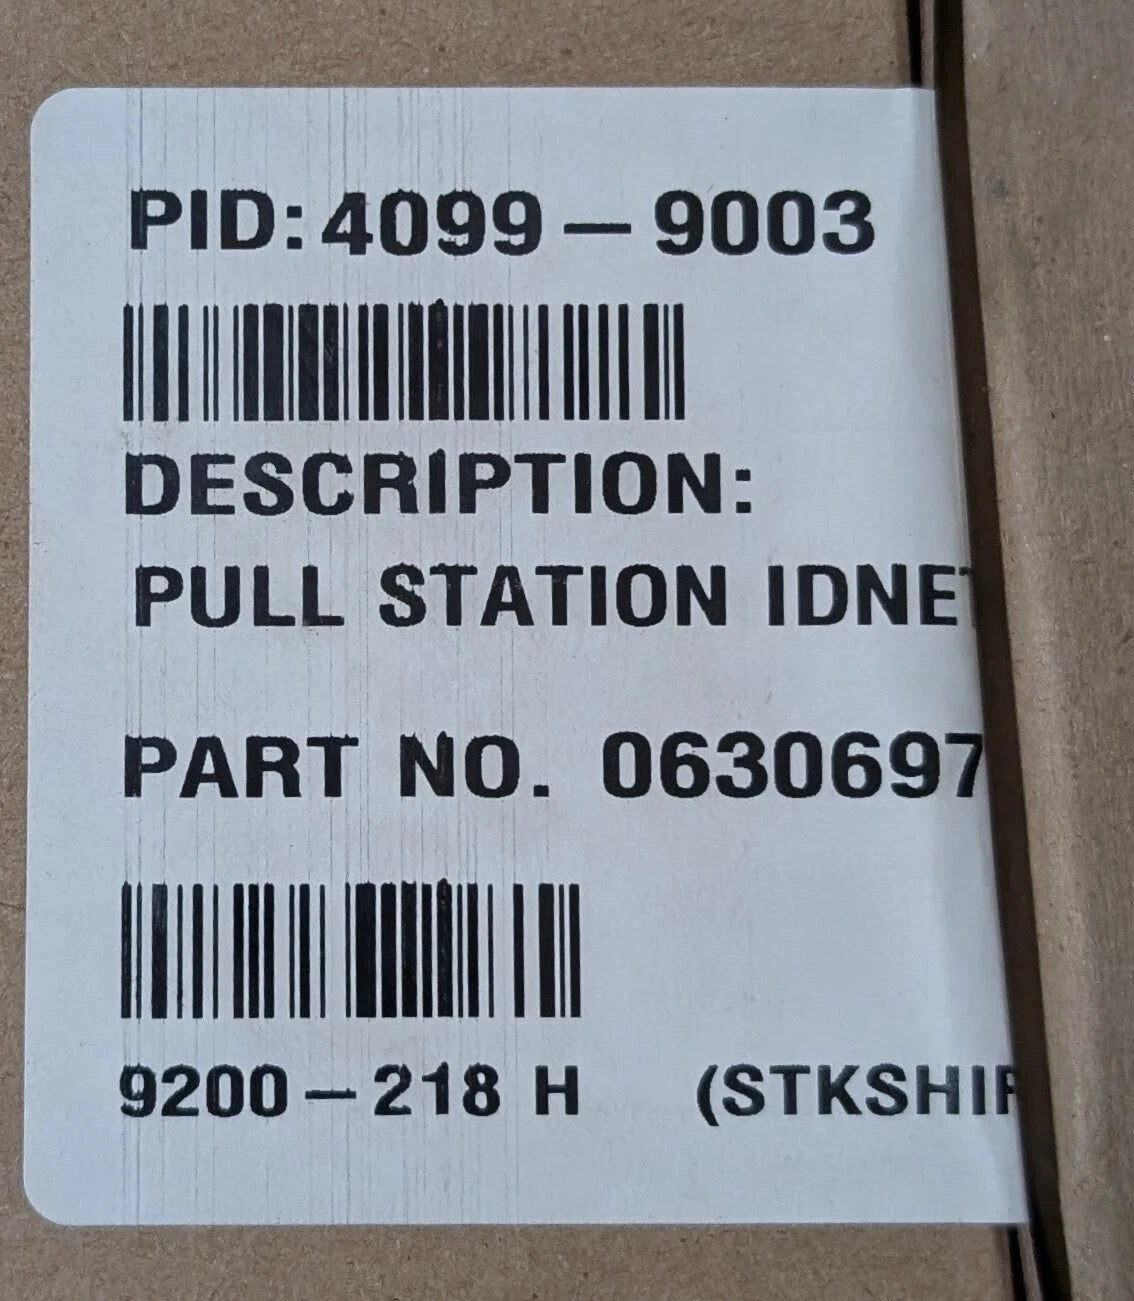 PID: 4099-9003
DESCRIPTION:
PULL STATION IDNET
PART NO. 0630697
9200-218 H (STKSHIP